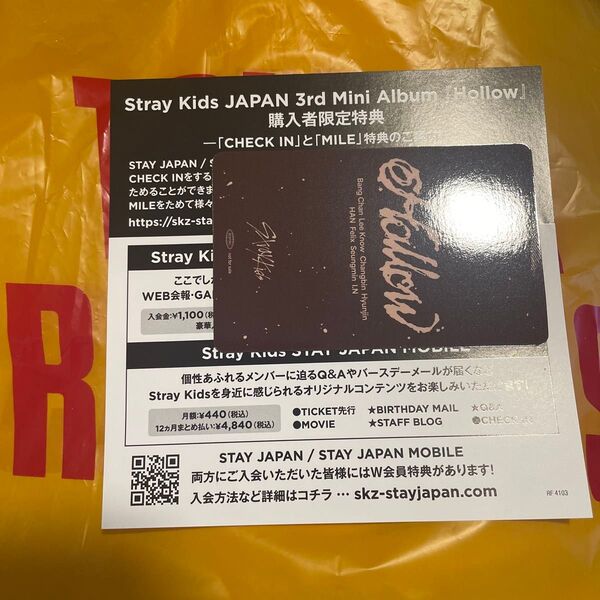 Stray Kids JAPAN 3rd Mini Album『Hollow』
購入者限定特典
―「CHECK IN」と「MILE」特典のご
STAY JAPAN / S
CHECK INをする
ためることができま
MILEをためて様々
https://skz-stay
Hollow
Bang Chan Lee Know Changbin Hyunjin
HAN Felix Seungmin I.N
Stray Kids
not for sale
Stray Kids
ここでし
WEB会報・GA
入会金:¥1,100(税
豪華
Stray Kids STAY JAPAN MOBILE
個性あふれるメンバーに迫るQ&Aやバースデーメールが届くな
Stray Kidsを身近に感じられるオリジナルコンテンツをお楽しみいただけます!
月額:¥440(税込)
12ヵ月まとめ払い:¥4,840(税込)
●TICKET先行 ★BIRTHDAY MAIL ★Q&A
●MOVIE ★STAFF BLOG ◎CHECK IN
STAY JAPAN / STAY JAPAN MOBILE
両方にご入会いただいた皆様にはW会員特典があります!
入会方法など詳細はコチラ … skz-stayjapan.com
RF 4103